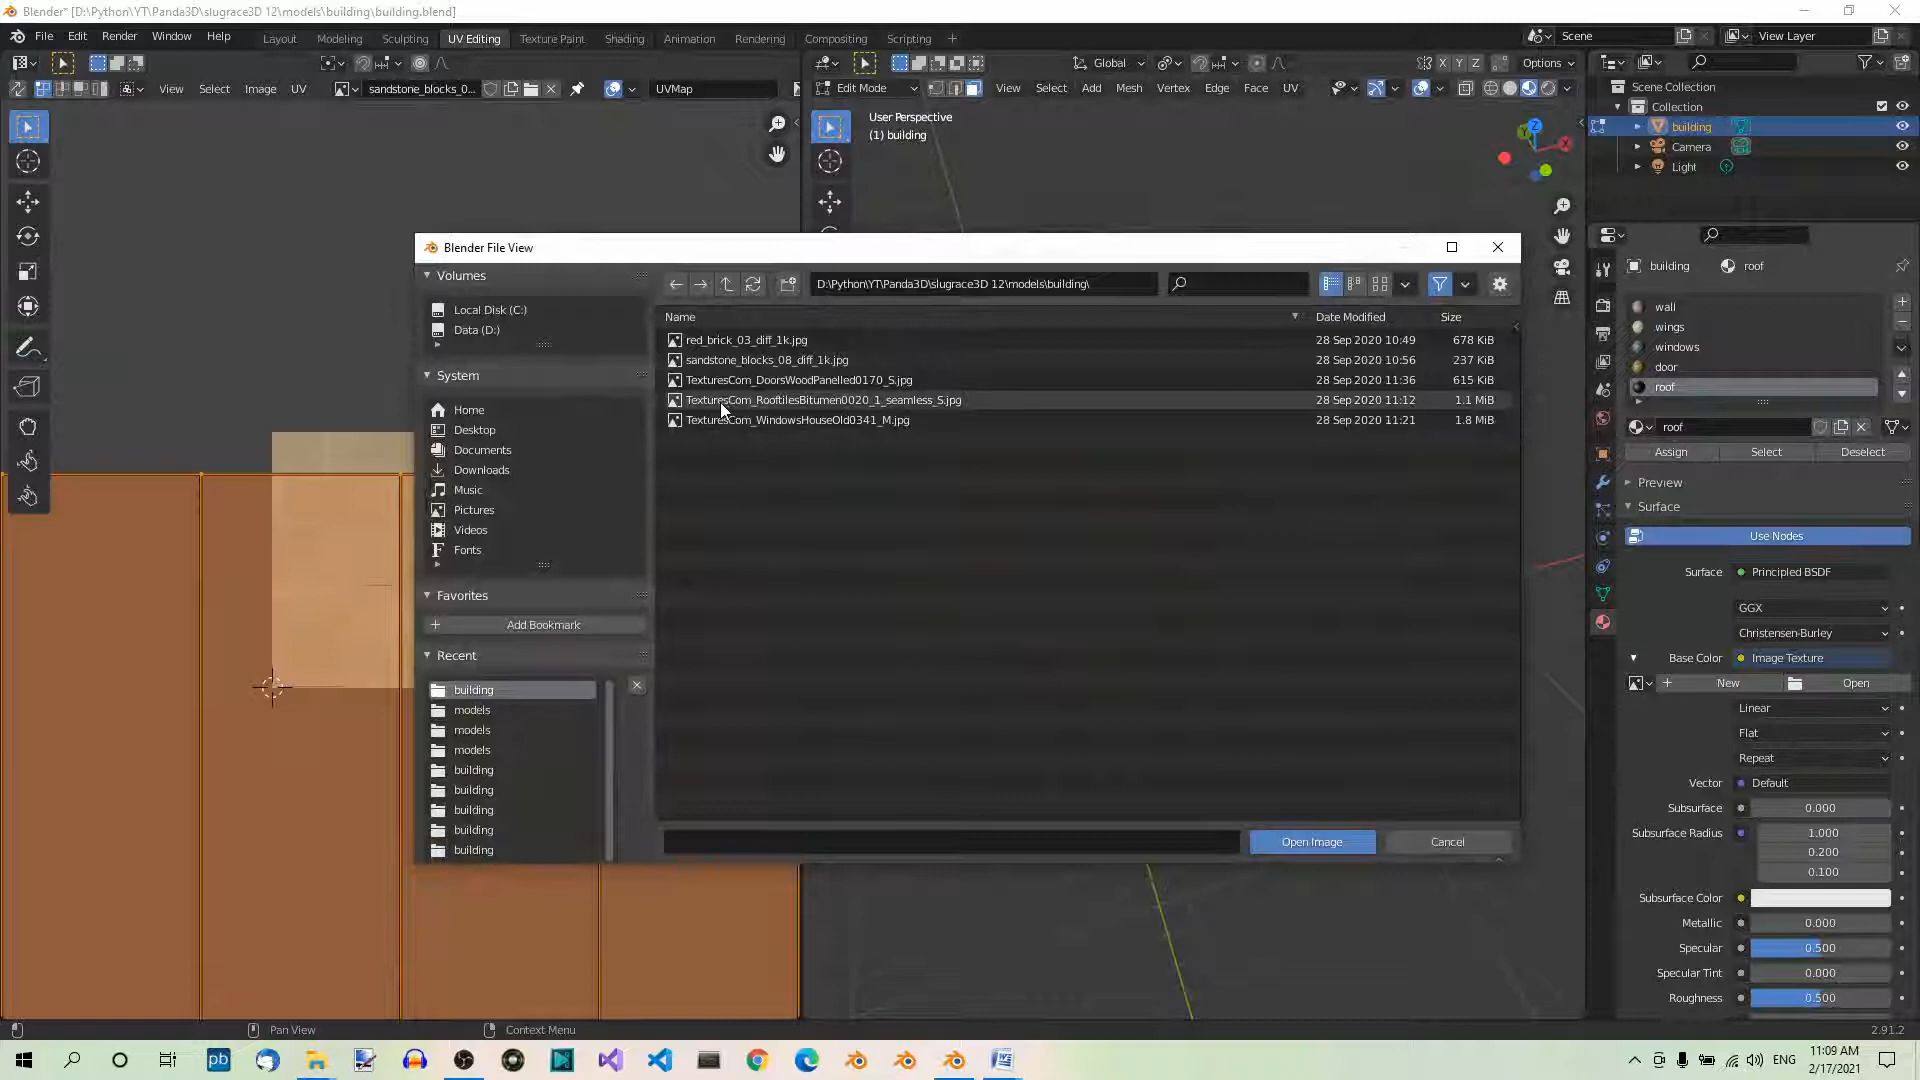 Blender* [D:\Python\YT\Panda3D\slugrace3D 12\models\building\building.blend]
File Edit Render Window Help Layout Modeling Sculpting UV Editing Texture Paint Shading Animation Rendering Compositing Scripting Scene View Layer
Global X Y Z Options
View Select Image UV sandstone_blocks_0... UVMap Edit Mode View Select Add Mesh Vertex Edge Face UV
Scene Collection
Collection
building
Camera
Light
User Perspective
(1) building
Z
Y
X
Blender File View
Volumes
Local Disk (C:)
Data (D:)
System
Home
Desktop
Documents
Downloads
Music
Pictures
Videos
Fonts
Favorites
Add Bookmark
Recent
building
models
models
models
building
building
building
building
building
D:\Python\YT\Panda3D\slugrace3D 12\models\building\
Name Date Modified Size
red_brick_03_diff_1k.jpg 28 Sep 2020 10:49 678 KiB
sandstone_blocks_08_diff_1k.jpg 28 Sep 2020 10:56 237 KiB
TexturesCom_DoorsWoodPanelled0170_S.jpg 28 Sep 2020 11:36 615 KiB
TexturesCom_RooftilesBitumen0020_1_seamless_S.jpg 28 Sep 2020 11:12 1.1 MiB
TexturesCom_WindowsHouseOld0341_M.jpg 28 Sep 2020 11:21 1.8 MiB
Open Image Cancel
building roof
wall
wings
windows
door
roof
roof
Assign Select Deselect
Preview
Surface
Use Nodes
Surface Principled BSDF
GGX
Christensen-Burley
Base Color Image Texture
New Open
Linear
Flat
Repeat
Vector Default
Subsurface 0.000
Subsurface Radius 1.000
0.200
0.100
Subsurface Color
Metallic 0.000
Specular 0.500
Specular Tint 0.000
Roughness 0.500
Pan View Context Menu 2.91.2
pb W ENG 11:09 AM
2/17/2021